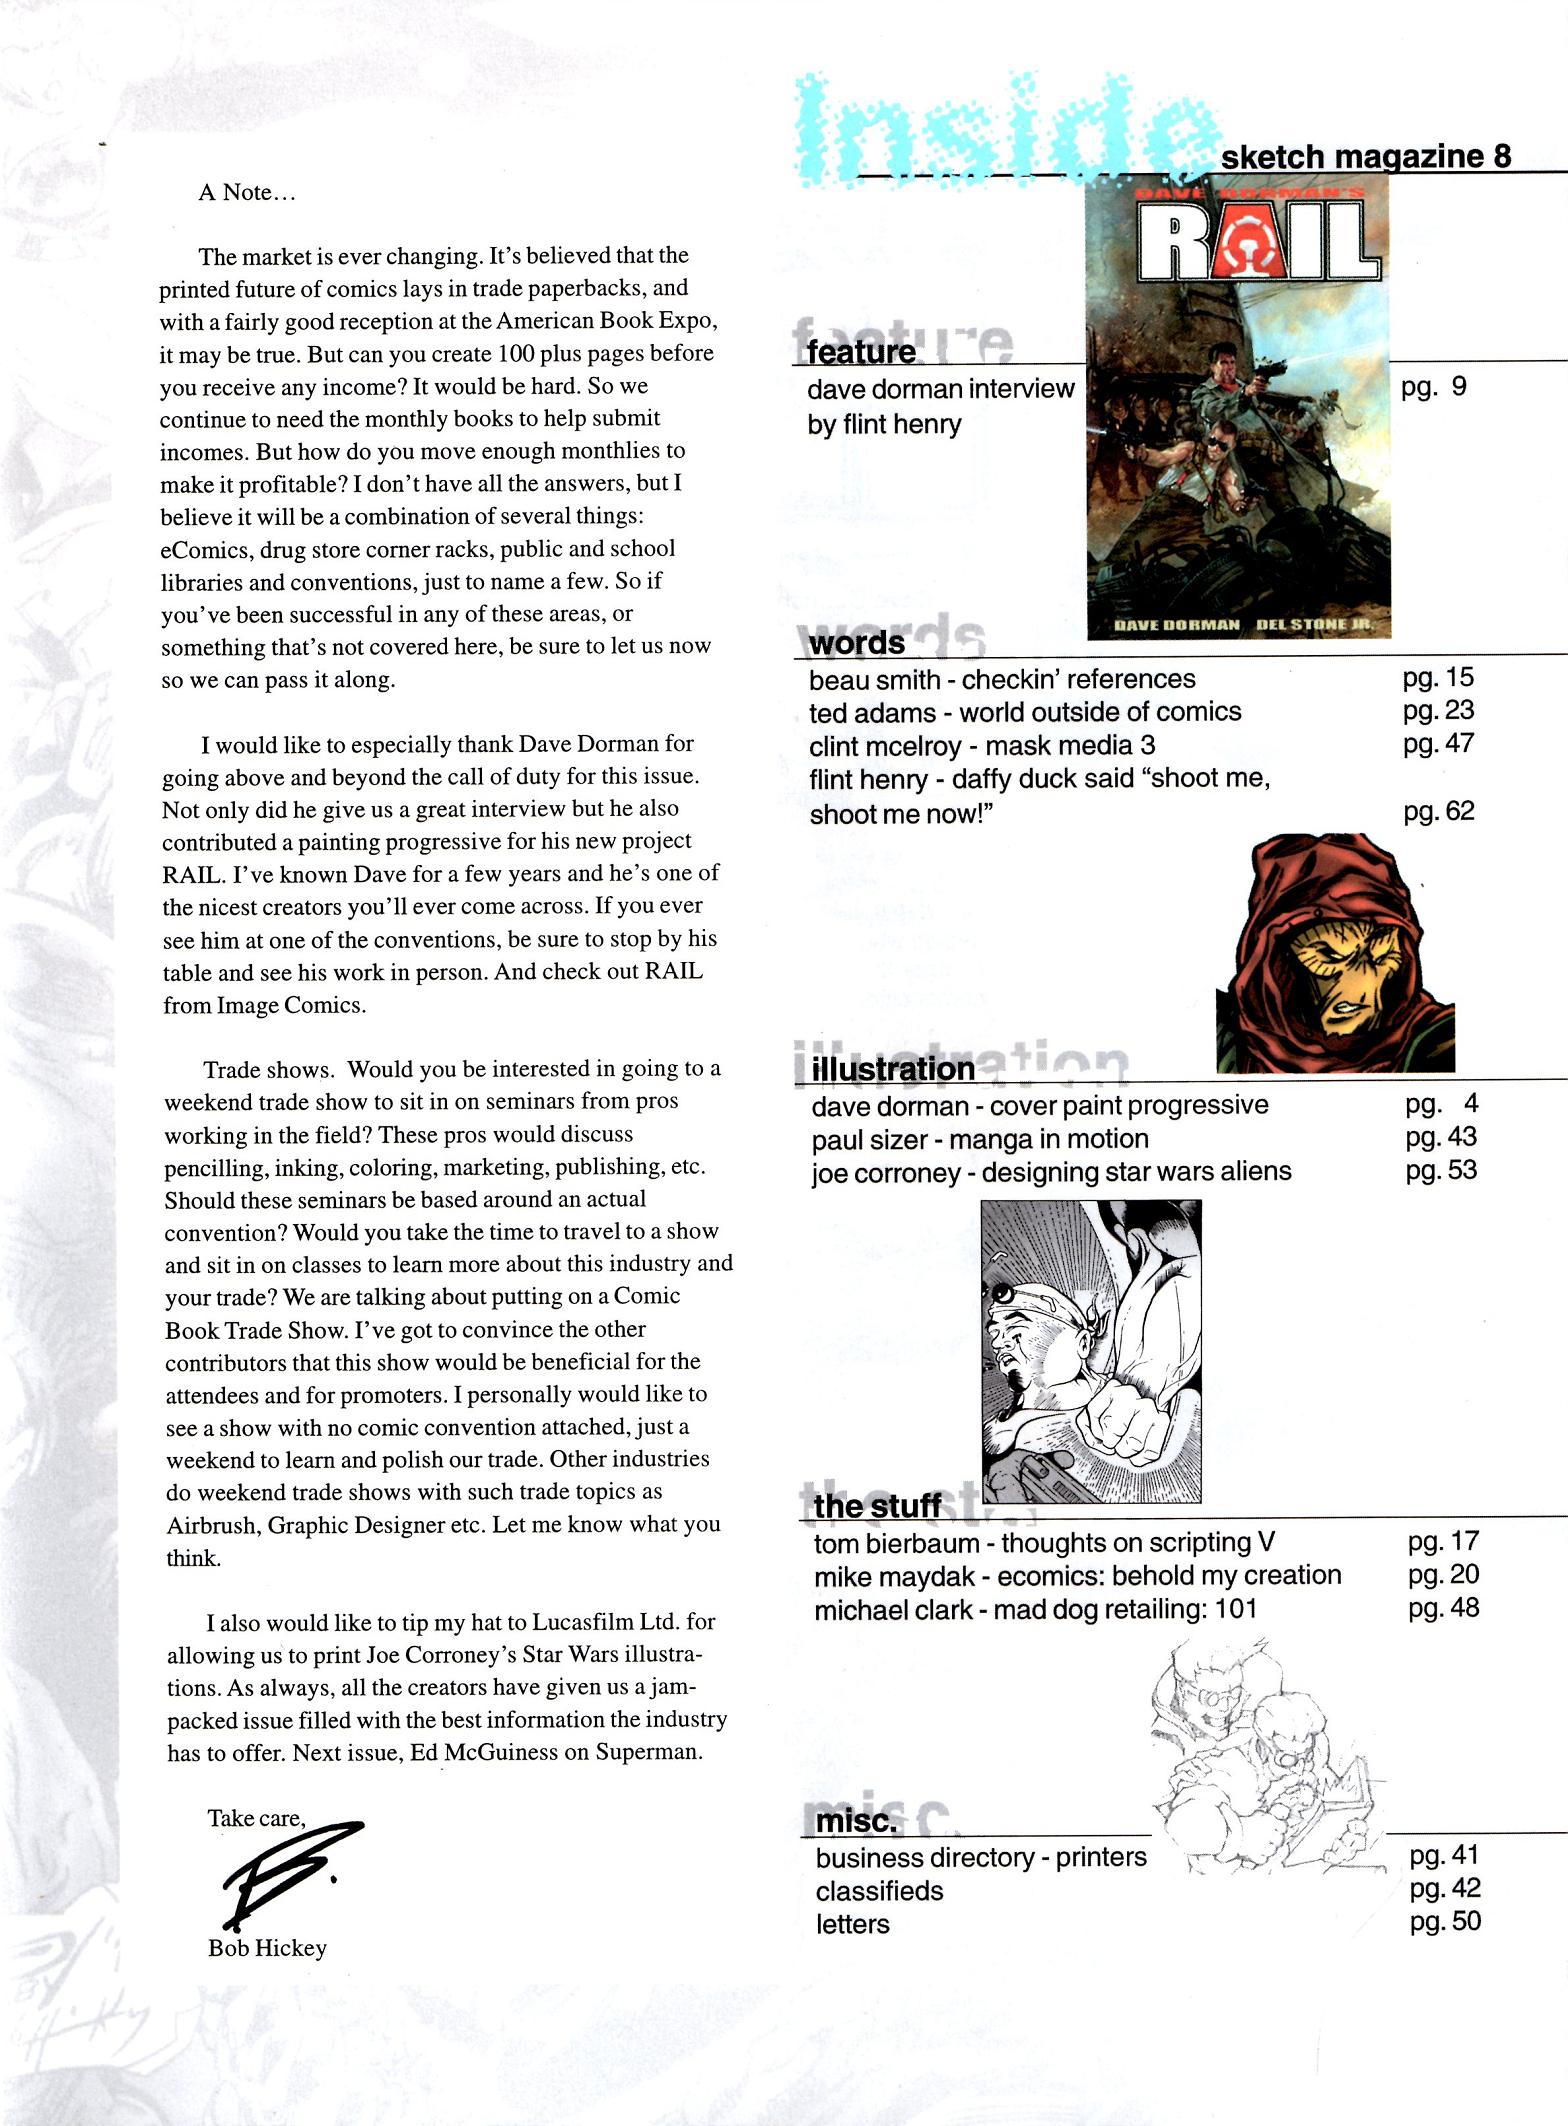 A Note…
The market is ever changing. It's believed that the
printed future of comics lays in trade paperbacks, and
with a fairly good reception at the American Book Expo,
it may be true. But can you create 100 plus pages before
you receive any income? It would be hard. So we
continue to need the monthly books to help submit
incomes. But how do you move enough monthlies to
make it profitable? I don't have all the answers, but I
believe it will be a combination of several things:
eComics, drug store corner racks, public and school
libraries and conventions, just to name a few. So if
you've been successful in any of these areas, or
something that's not covered here, be sure to let us now
so we can pass it along.
I would like to especially thank Dave Dorman for
going above and beyond the call of duty for this issue.
Not only did he give us a great interview but he also
contributed a painting progressive for his new project
RAIL. I've known Dave for a few years and he's one of
the nicest creators you'll ever come across. If you ever
see him at one of the conventions, be sure to stop by his
table and see his work in person. And check out RAIL
from Image Comics.
Trade shows. Would you be interested in going to a
weekend trade show to sit in on seminars from pros
working in the field? These pros would discuss
pencilling, inking, coloring, marketing, publishing, etc.
Should these seminars be based around an actual
convention? Would you take the time to travel to a show
and sit in on classes to learn more about this industry and
your trade? We are talking about putting on a Comic
Book Trade Show. I've got to convince the other
contributors that this show would be beneficial for the
attendees and for promoters. I personally would like to
see a show with no comic convention attached, just a
weekend to learn and polish our trade. Other industries
do weekend trade shows with such trade topics as
Airbrush, Graphic Designer etc. Let me know what you
think.
I also would like to tip my hat to Lucasfilm Ltd. for
allowing us to print Joe Corroney's Star Wars illustra-
tions. As always, all the creators have given us a jam-
packed issue filled with the best information the industry
has to offer. Next issue, Ed McGuiness on Superman.
Take care,
B.
Bob Hickey
Inside
sketch magazine 8
DAVE DORMAN'S
RAIL
DAVE DORMAN DEL STONE JR.
feature
feature
dave dorman interview pg. 9
by flint henry
words
words
beau smith - checkin' references pg. 15
ted adams - world outside of comics pg. 23
clint mcelroy - mask media 3 pg. 47
flint henry - daffy duck said "shoot me,
shoot me now!" pg. 62
illustration
illustration
dave dorman - cover paint progressive pg. 4
paul sizer - manga in motion pg. 43
joe corroney - designing star wars aliens pg. 53
the st
the stuff
tom bierbaum - thoughts on scripting V pg. 17
mike maydak - ecomics: behold my creation pg. 20
michael clark - mad dog retailing: 101 pg. 48
misc.
misc.
business directory - printers pg. 41
classifieds pg. 42
letters pg. 50